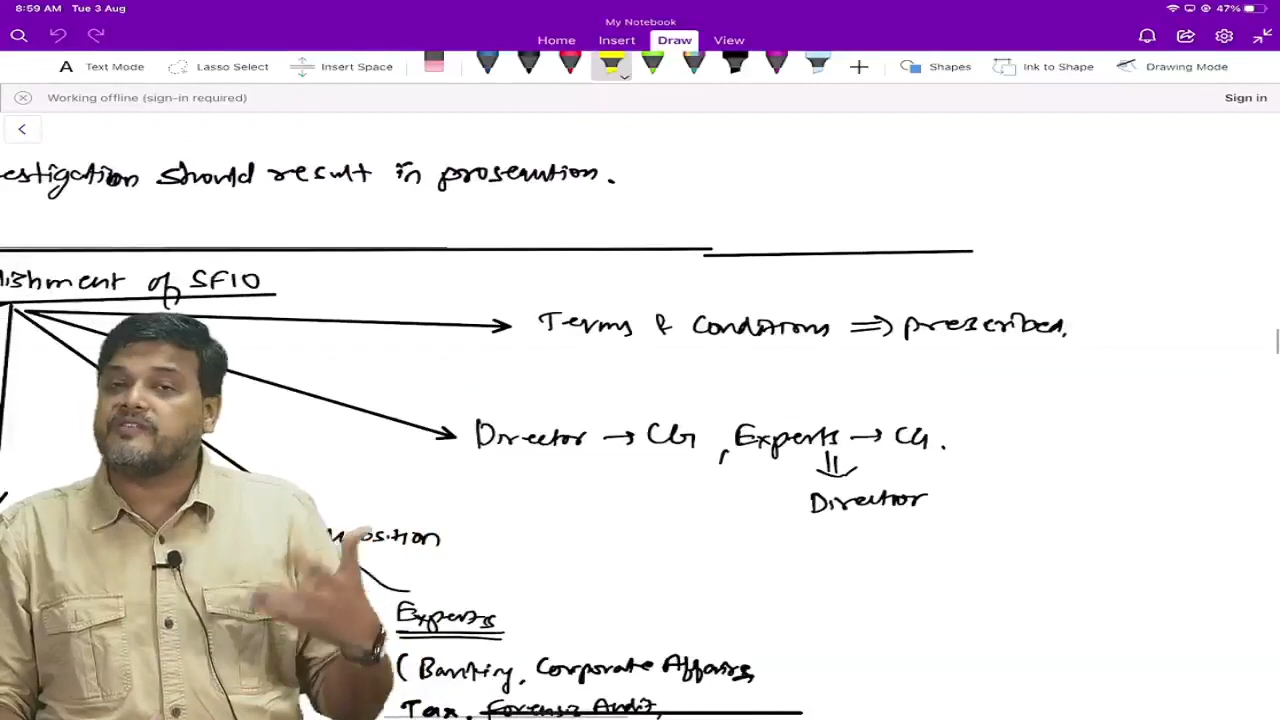 8:59 AM Tue 3 Aug
47%
My Notebook
Home Insert Draw View
Text Mode Lasso Select Insert Space Shapes Ink to Shape Drawing Mode
Working offline (sign-in required) Sign in
estigation should result in prosecution.
lishment of SFIO
Terms & Conditions ⇒ prescribed.
Director → CG, Experts → CG.
⇓
Director
osition
Experts
(Banking, Corporate Affairs,
Tax, Forensic Audit,